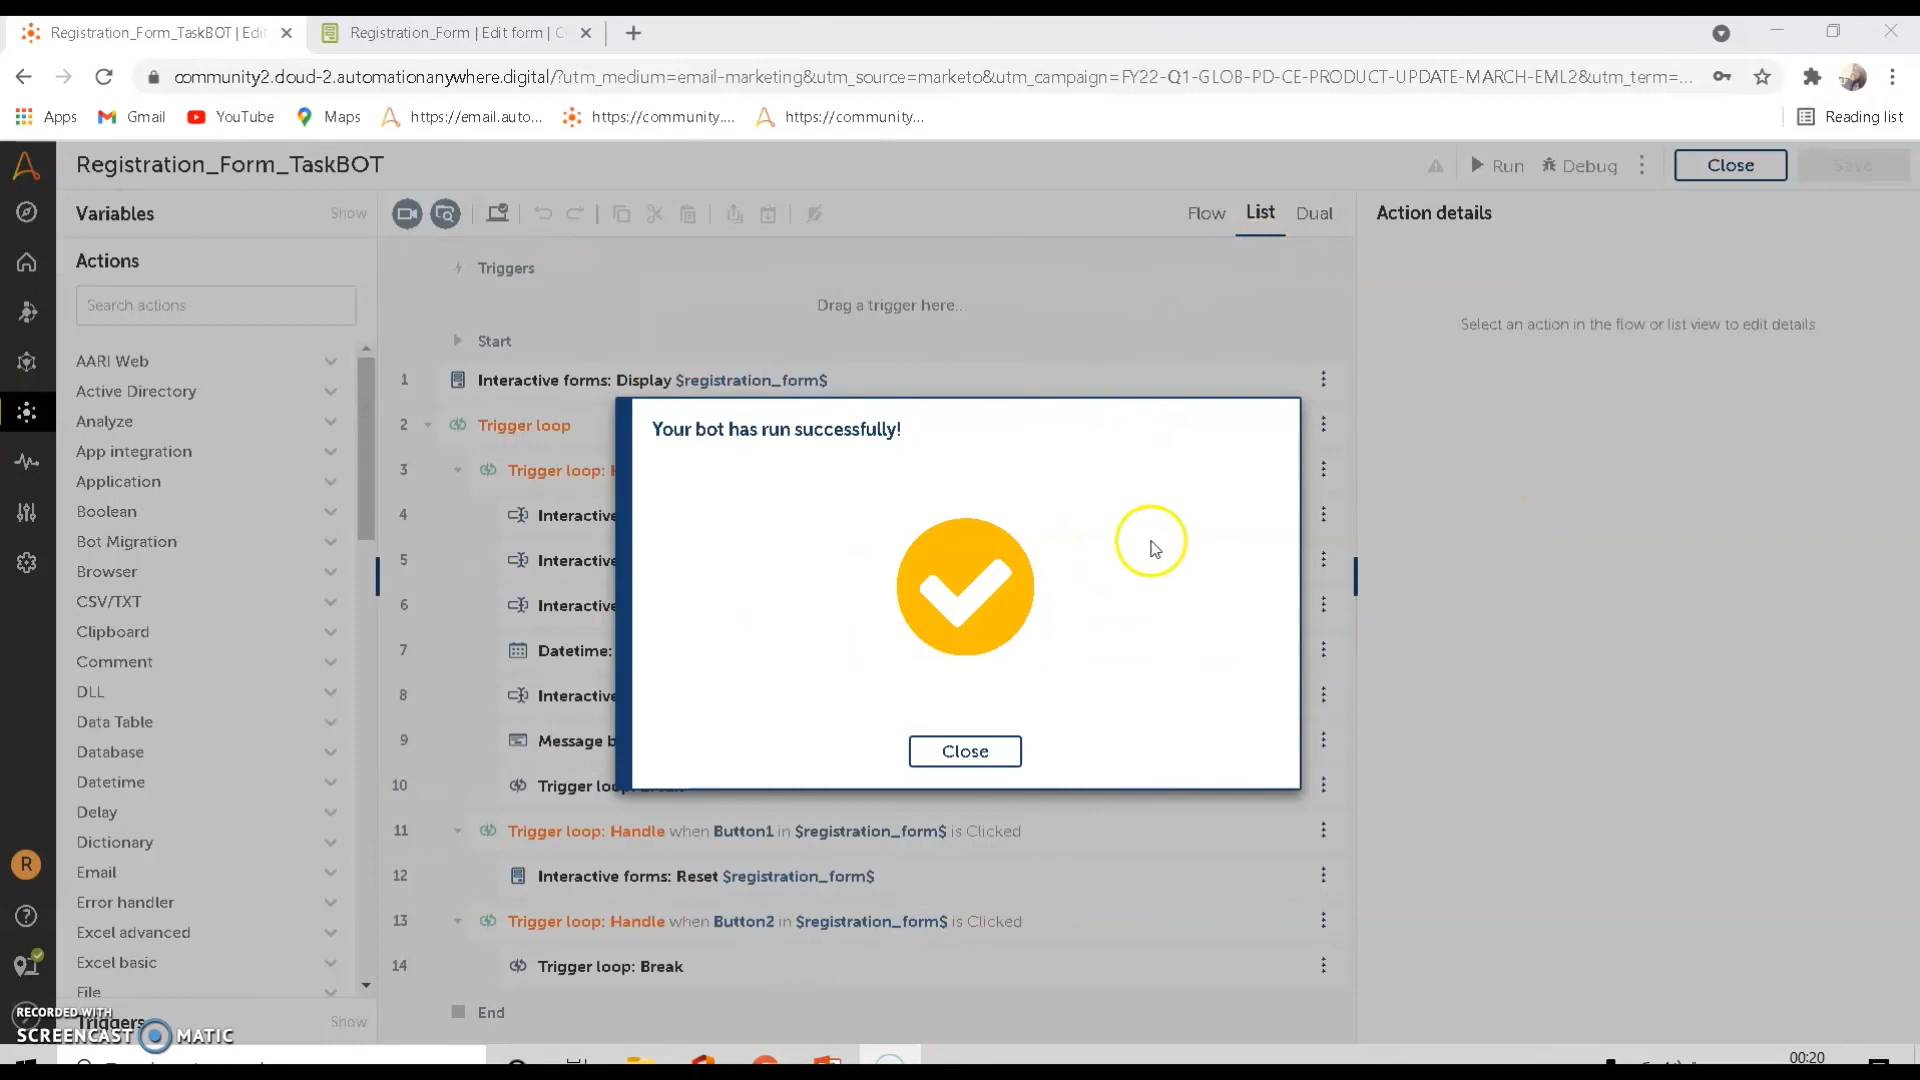 Registration_Form_TaskBOT | Edit
Registration_Form | Edit form | C
community2.cloud-2.automationanywhere.digital/?utm_medium=email-marketing&utm_source=marketo&utm_campaign=FY22-Q1-GLOB-PD-CE-PRODUCT-UPDATE-MARCH-EML2&utm_term=...
Apps
Gmail
YouTube
Maps
https://email.auto...
https://community....
https://community...
Reading list
Registration_Form_TaskBOT
Run
Debug
Close
Save
Variables
Show
Flow
List
Dual
Action details
Actions
Search actions
Select an action in the flow or list view to edit details
AARI Web
Active Directory
Analyze
App integration
Application
Boolean
Bot Migration
Browser
CSV/TXT
Clipboard
Comment
DLL
Data Table
Database
Datetime
Delay
Dictionary
Email
Error handler
Excel advanced
Excel basic
File
Triggers
Show
Triggers
Drag a trigger here...
Start
1 Interactive forms: Display $registration_form$
2 Trigger loop
3 Trigger loop: H
4 Interactive
5 Interactive
6 Interactive
7 Datetime:
8 Interactive
9 Message b
10 Trigger loop: Break
11 Trigger loop: Handle when Button1 in $registration_form$ is Clicked
12 Interactive forms: Reset $registration_form$
13 Trigger loop: Handle when Button2 in $registration_form$ is Clicked
14 Trigger loop: Break
End
Your bot has run successfully!
Close
R
RECORDED WITH
SCREENCAST MATIC
00:20